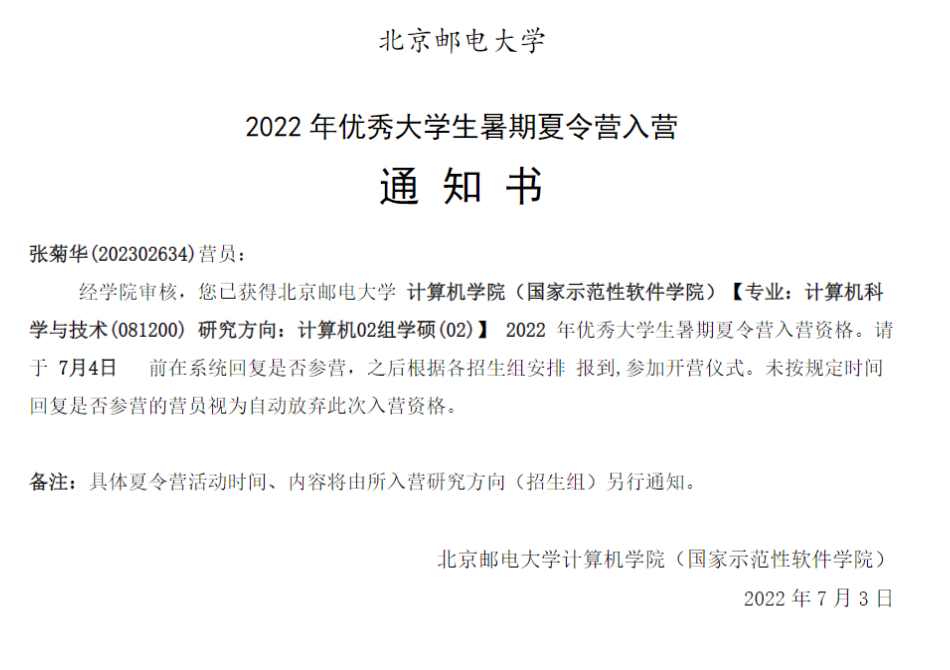 北京邮电大学
2022 年优秀大学生暑期夏令营入营
通 知 书
张菊华(202302634)营员：
经学院审核，您已获得北京邮电大学 计算机学院（国家示范性软件学院）【专业：计算机科
学与技术(081200) 研究方向：计算机02组学硕(02)】 2022 年优秀大学生暑期夏令营入营资格。请
于 7月4日 前在系统回复是否参营，之后根据各招生组安排 报到,参加开营仪式。未按规定时间
回复是否参营的营员视为自动放弃此次入营资格。
备注：具体夏令营活动时间、内容将由所入营研究方向（招生组）另行通知。
北京邮电大学计算机学院（国家示范性软件学院）
2022 年 7 月 3 日